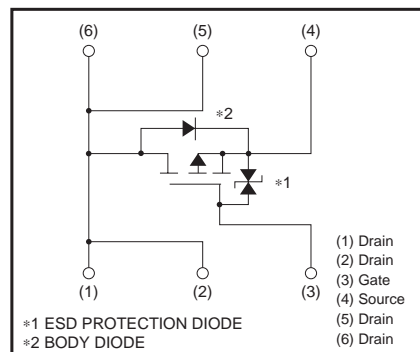 (6) (5) (4)
∗2
∗1
(1) (2) (3)
(1) Drain
(2) Drain
(3) Gate
(4) Source
(5) Drain
(6) Drain
∗1 ESD PROTECTION DIODE
∗2 BODY DIODE